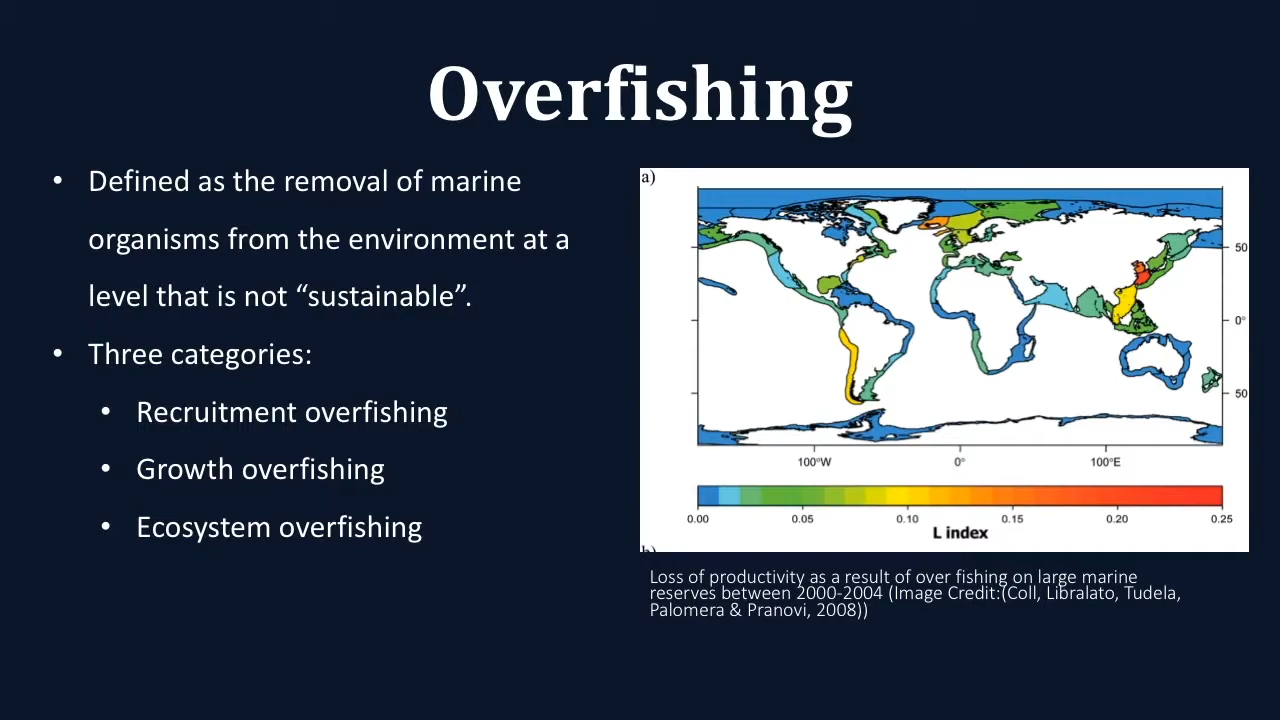 Overfishing
• Defined as the removal of marine
organisms from the environment at a
level that is not “sustainable”.
• Three categories:
• Recruitment overfishing
• Growth overfishing
• Ecosystem overfishing
a)
50
0°
50
100°W 0° 100°E
0.00 0.05 0.10 0.15 0.20 0.25
L index
b)
Loss of productivity as a result of over fishing on large marine
reserves between 2000-2004 (Image Credit:(Coll, Libralato, Tudela,
Palomera & Pranovi, 2008))